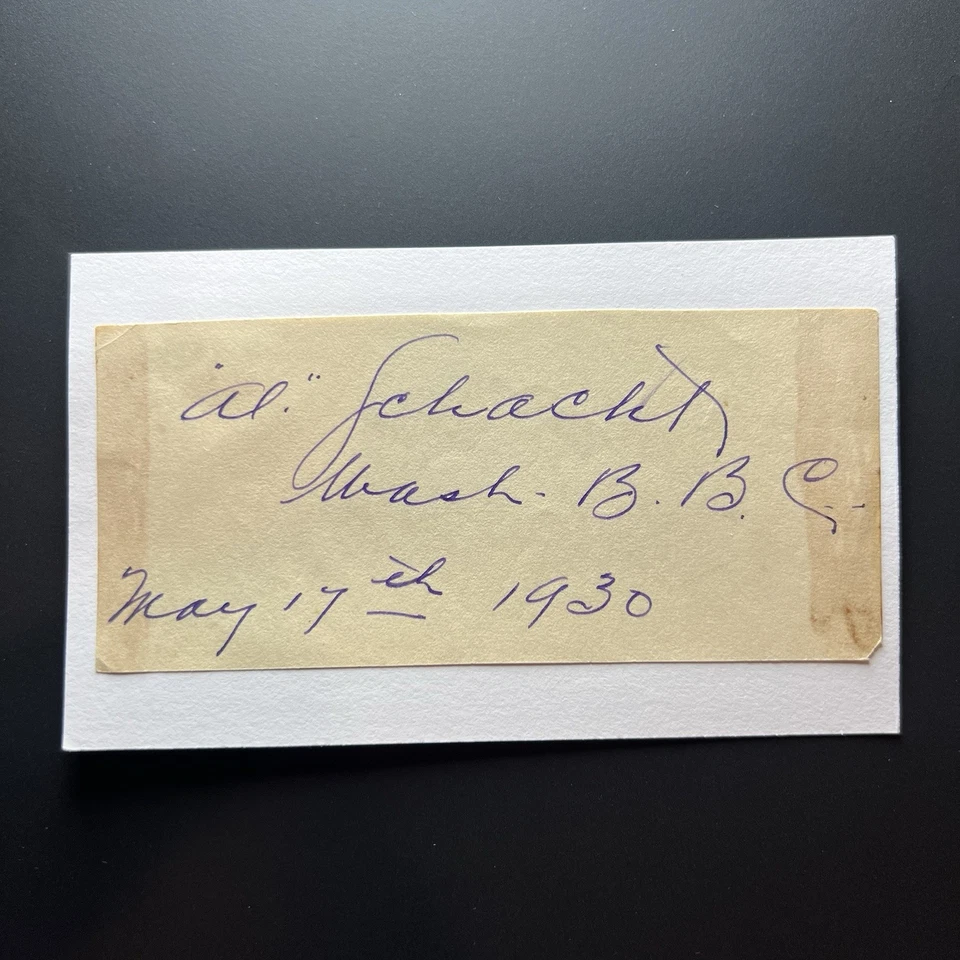 "Al." Schacht
Wash. B. B. C.
May 17th 1930